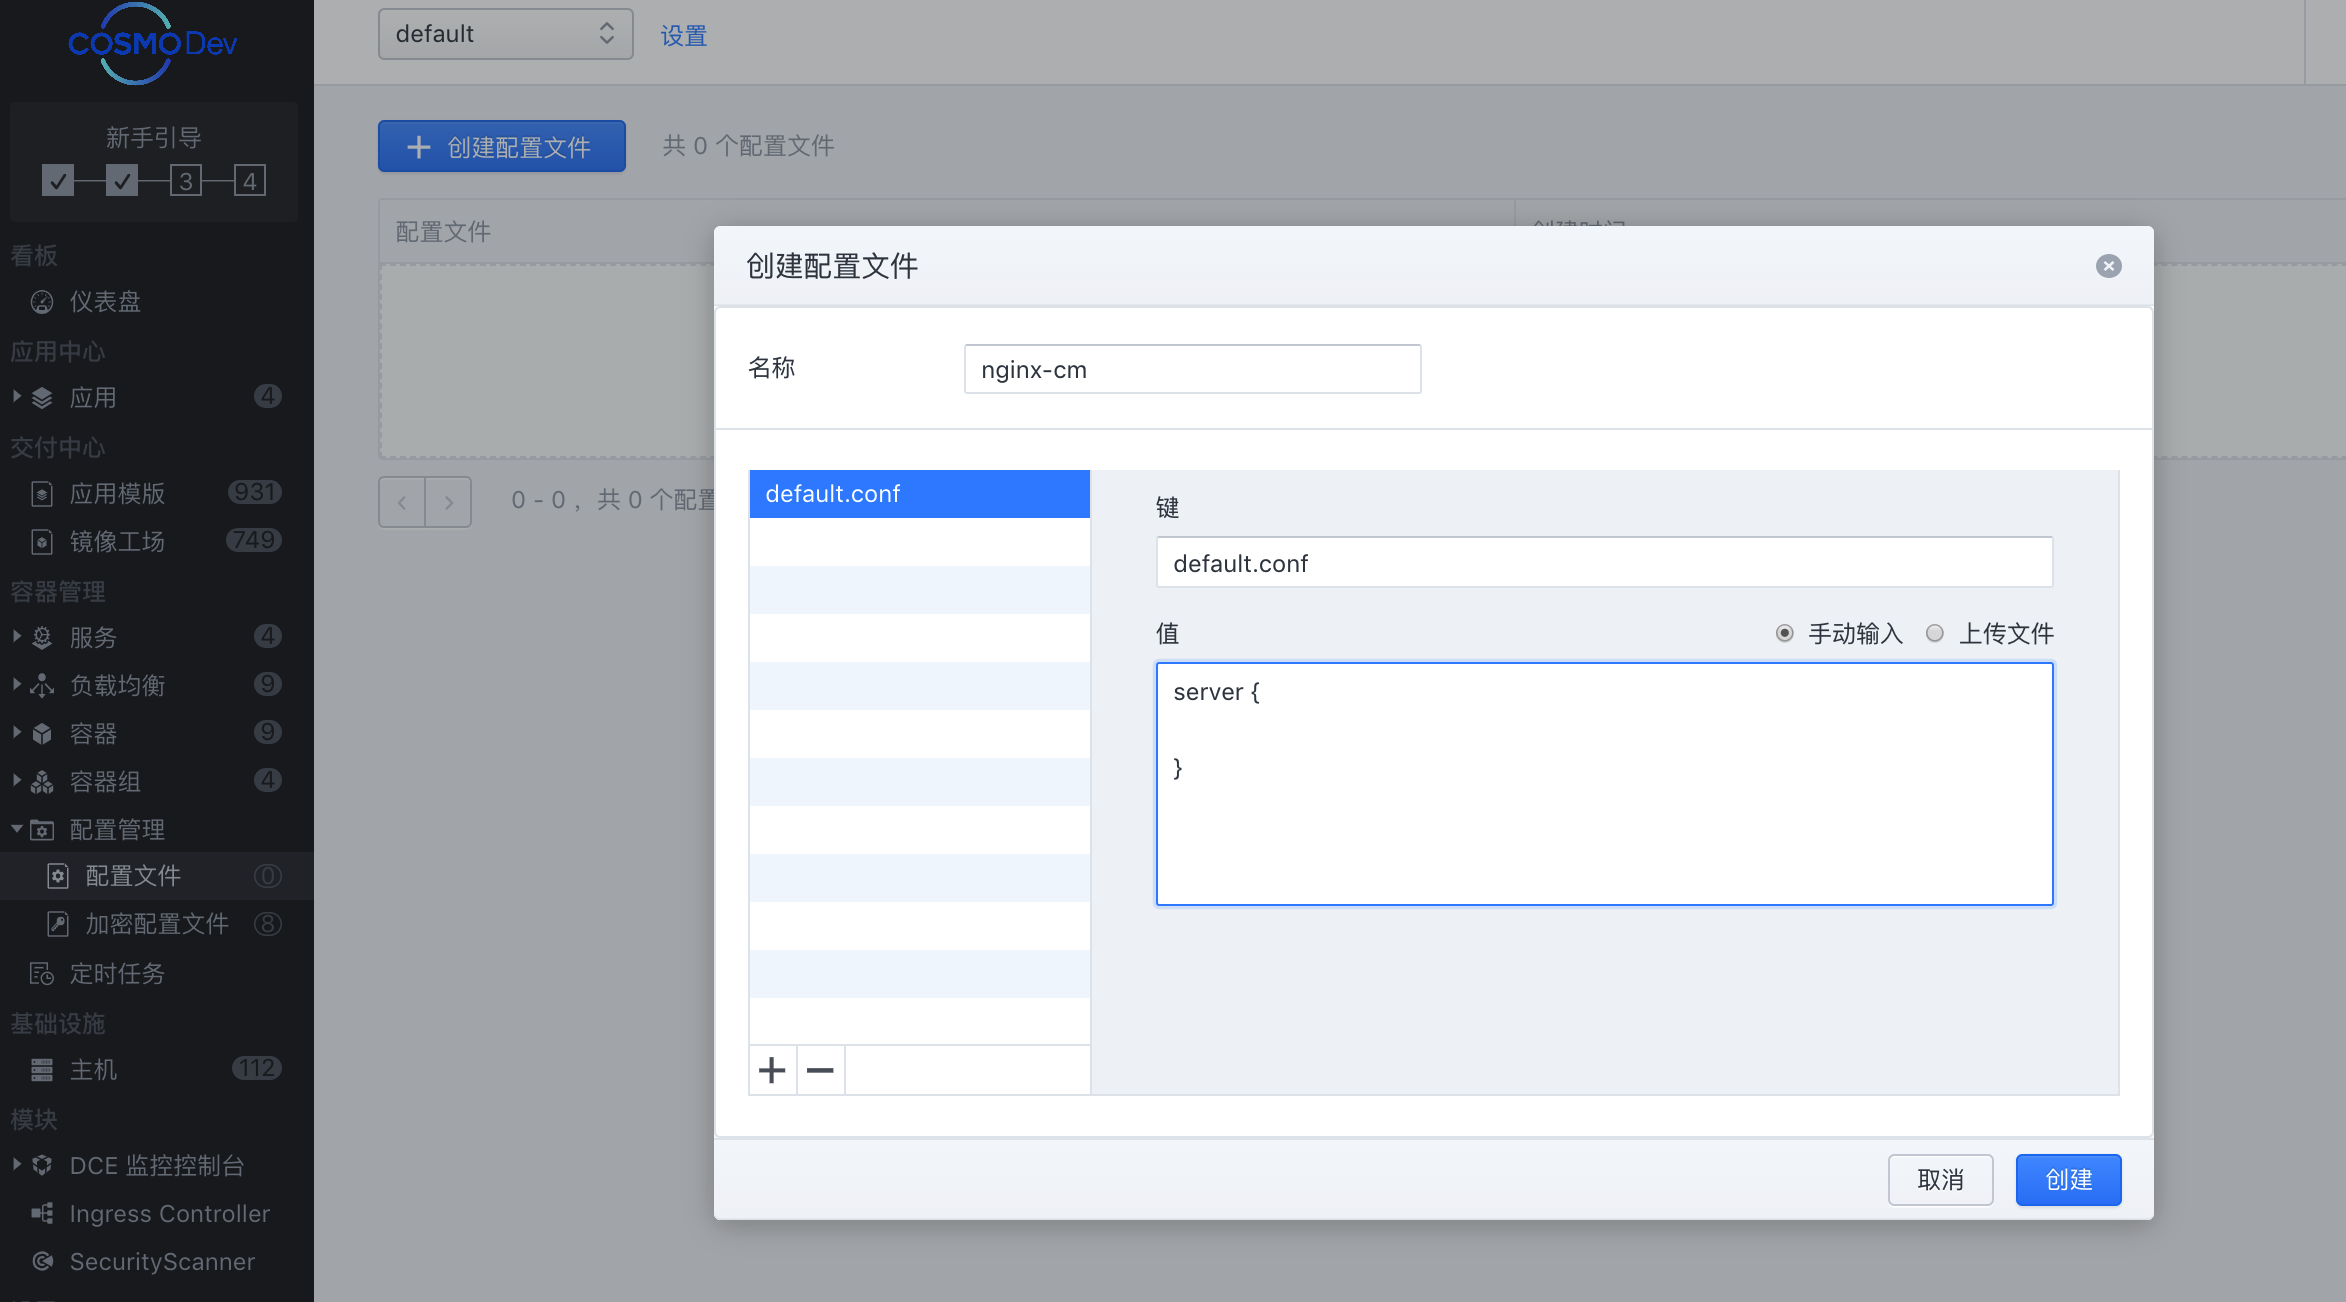 COSMO Dev
新手引导
3
4
看板
仪表盘
应用中心
应用 4
交付中心
应用模版 931
镜像工场 749
容器管理
服务 4
负载均衡 9
容器 9
容器组 4
配置管理
配置文件 0
加密配置文件 8
定时任务
基础设施
主机 112
模块
DCE 监控控制台
Ingress Controller
SecurityScanner
default
设置
创建配置文件
共 0 个配置文件
配置文件
0 - 0 ,  共 0 个配
创建配置文件
名称
nginx-cm
default.conf
键
default.conf
值
手动输入
上传文件
server {
}
取消
创建